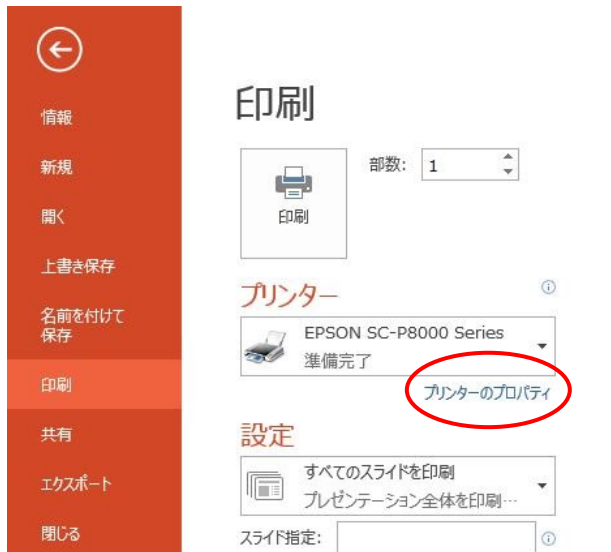 情報
新規
開く
上書き保存
名前を付けて
保存
印刷
共有
エクスポート
閉じる
印刷
部数: 1
印刷
プリンター
EPSON SC-P8000 Series
準備完了
プリンターのプロパティ
設定
すべてのスライドを印刷
プレゼンテーション全体を印刷…
スライド指定: